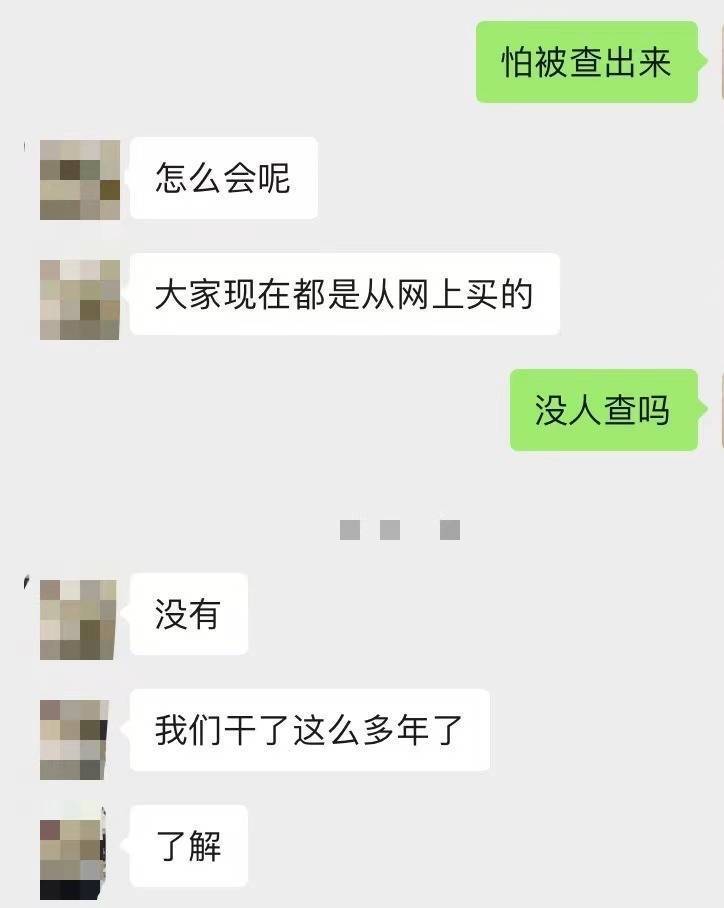 怕被查出来
怎么会呢
大家现在都是从网上买的
没人查吗
没有
我们干了这么多年了
了解